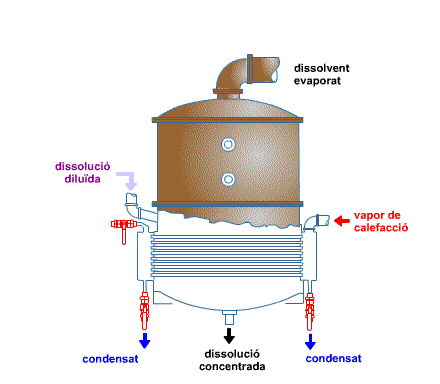 dissolvent
evaporat
dissolució
diluïda
vapor de
calefacció
condensat
dissolució
concentrada
condensat